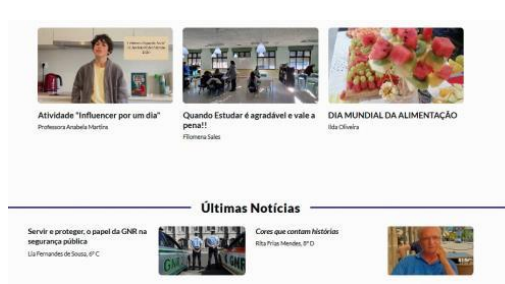 Atividade "Influencer por um dia"
Professora Anabela Martins
Quando Estudar é agradável e vale a
pena!!
Filomena Sales
DIA MUNDIAL DA ALIMENTAÇÃO
Ilda Oliveira
Últimas Notícias
Servir e proteger, o papel da GNR na
segurança pública
Lia Fernandes de Sousa, 6º C
Cores que contam histórias
Rita Frias Mendes, 8º D
GNR